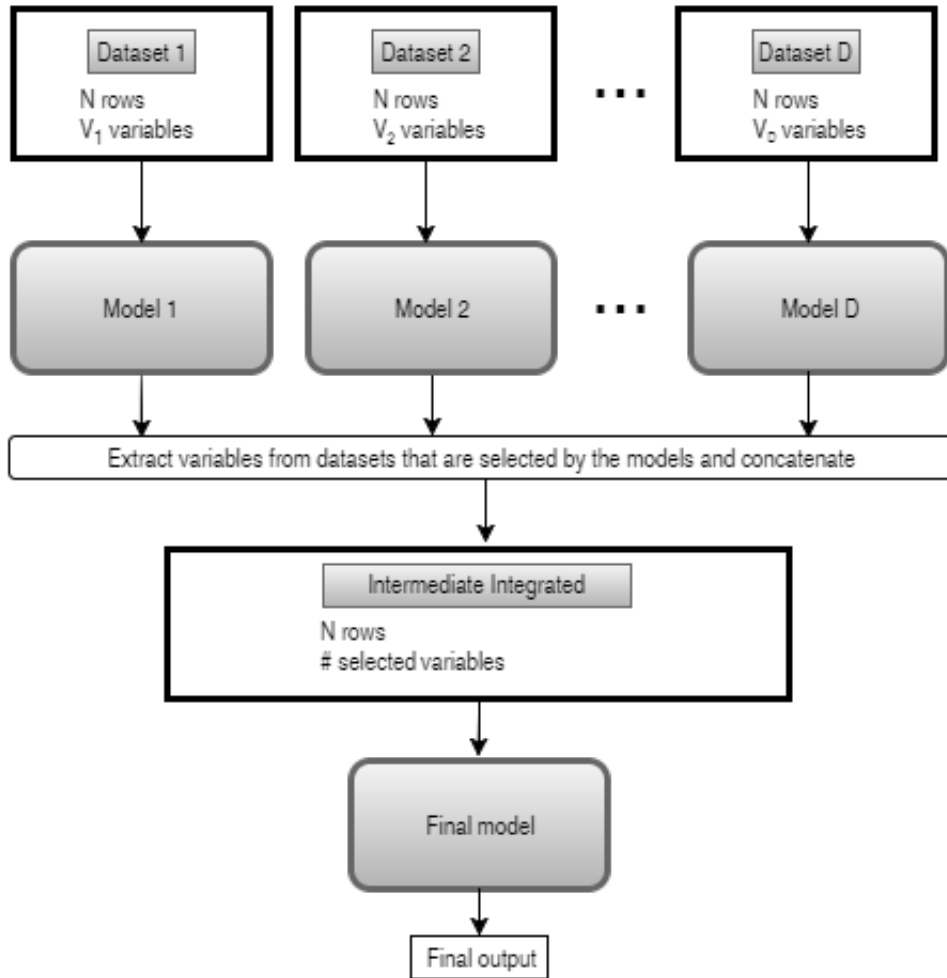 Dataset 1
N rows
V₁ variables
Dataset 2
N rows
V₂ variables
...
Dataset D
N rows
V_D variables
Model 1
Model 2
...
Model D
Extract variables from datasets that are selected by the models and concatenate
Intermediate Integrated
N rows
# selected variables
Final model
Final output